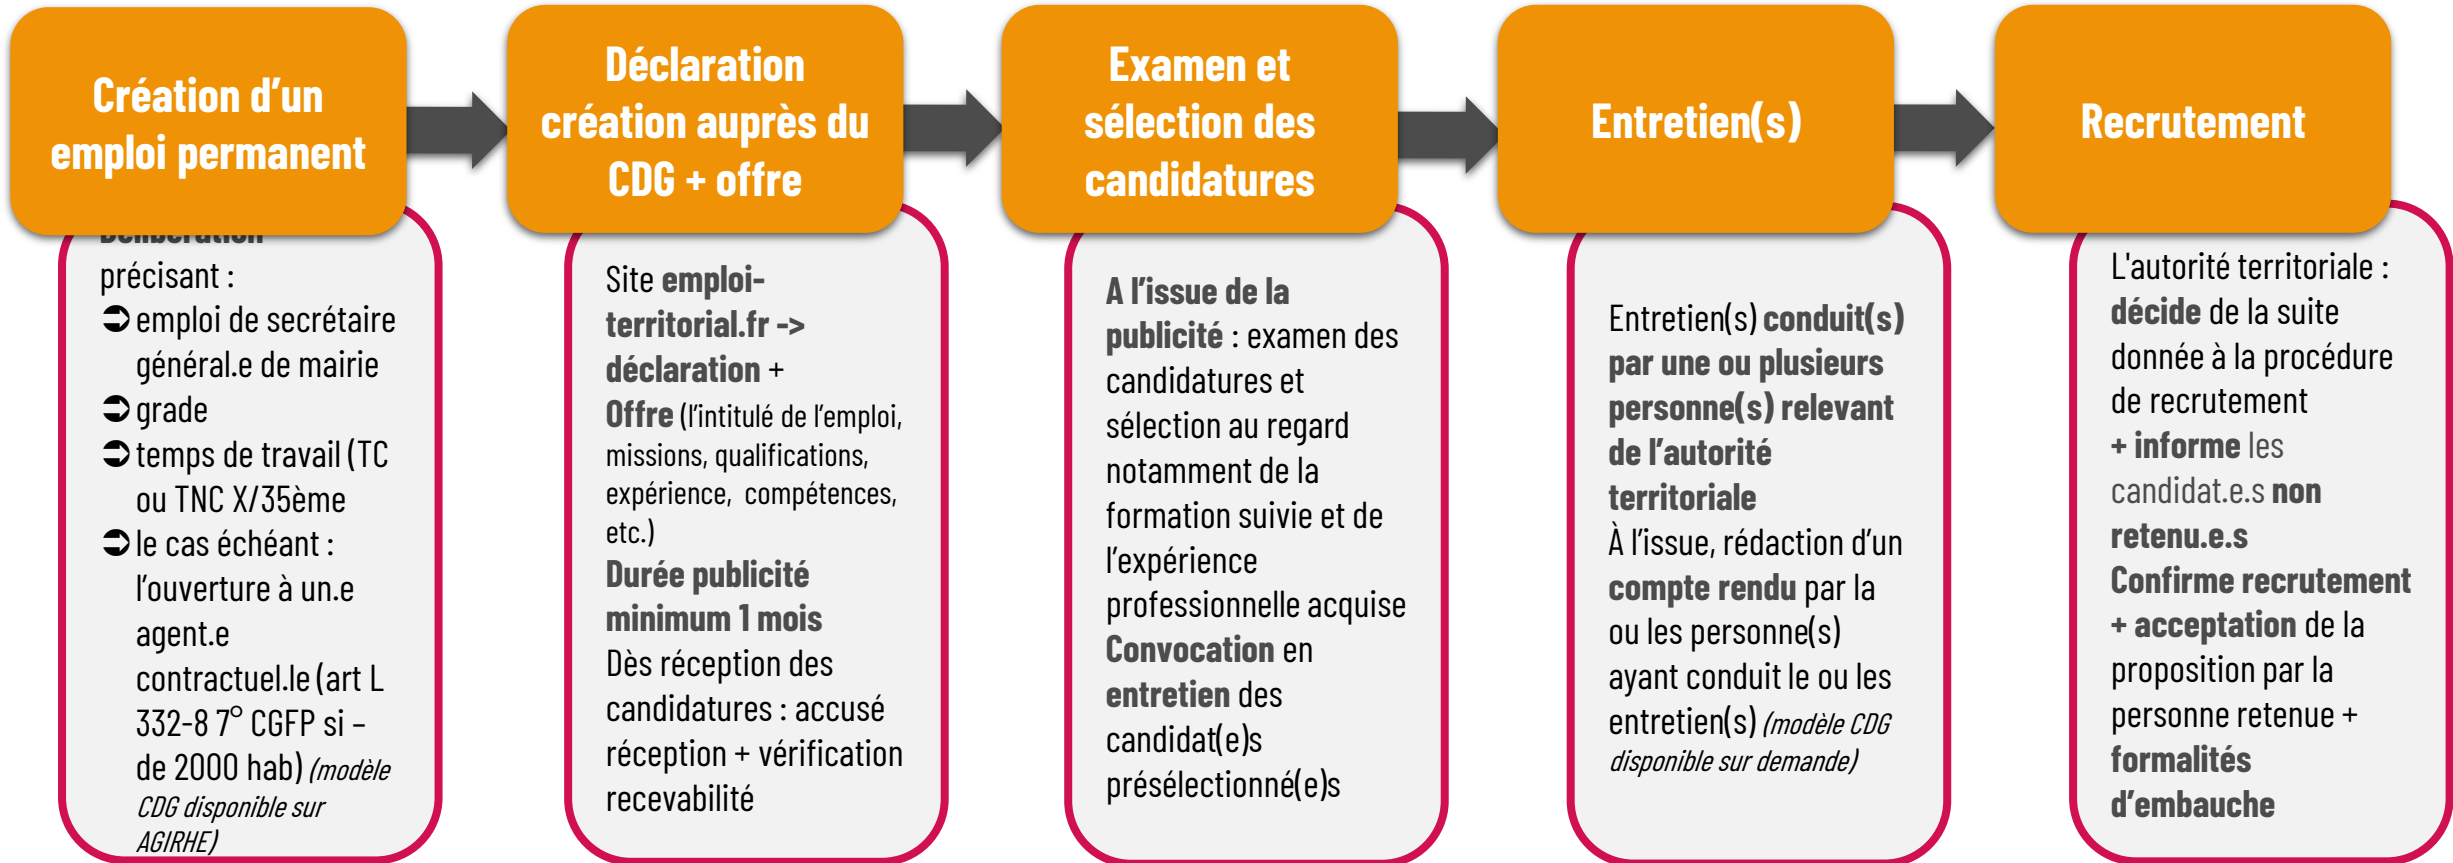 Création d’un
emploi permanent
Délibération
précisant :
➲ emploi de secrétaire
général.e de mairie
➲ grade
➲ temps de travail (TC
ou TNC X/35ème
➲ le cas échéant :
l’ouverture à un.e
agent.e
contractuel.le (art L
332-8 7° CGFP si –
de 2000 hab) (modèle
CDG disponible sur
AGIRHE)
Déclaration
création auprès du
CDG + offre
Site emploi-
territorial.fr ->
déclaration +
Offre (l’intitulé de l’emploi,
missions, qualifications,
expérience, compétences,
etc.)
Durée publicité
minimum 1 mois
Dès réception des
candidatures : accusé
réception + vérification
recevabilité
Examen et
sélection des
candidatures
A l’issue de la
publicité : examen des
candidatures et
sélection au regard
notamment de la
formation suivie et de
l’expérience
professionnelle acquise
Convocation en
entretien des
candidat(e)s
présélectionné(e)s
Entretien(s)
Entretien(s) conduit(s)
par une ou plusieurs
personne(s) relevant
de l’autorité
territoriale
À l’issue, rédaction d’un
compte rendu par la
ou les personne(s)
ayant conduit le ou les
entretien(s) (modèle CDG
disponible sur demande)
Recrutement
L'autorité territoriale :
décide de la suite
donnée à la procédure
de recrutement
+ informe les
candidat.e.s non
retenu.e.s
Confirme recrutement
+ acceptation de la
proposition par la
personne retenue +
formalités
d’embauche